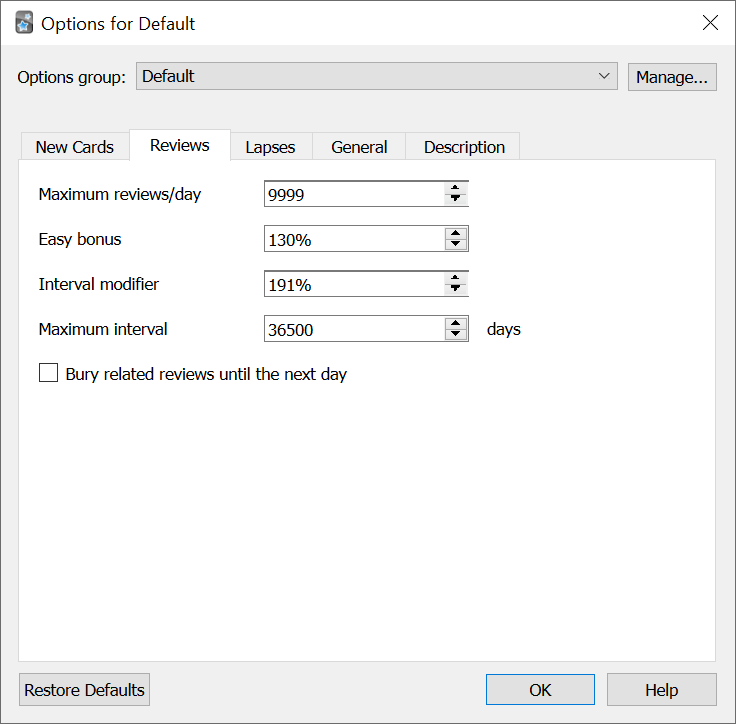 Options for Default
Options group: Default Manage...
New Cards Reviews Lapses General Description
Maximum reviews/day 9999
Easy bonus 130%
Interval modifier 191%
Maximum interval 36500 days
Bury related reviews until the next day
Restore Defaults OK Help